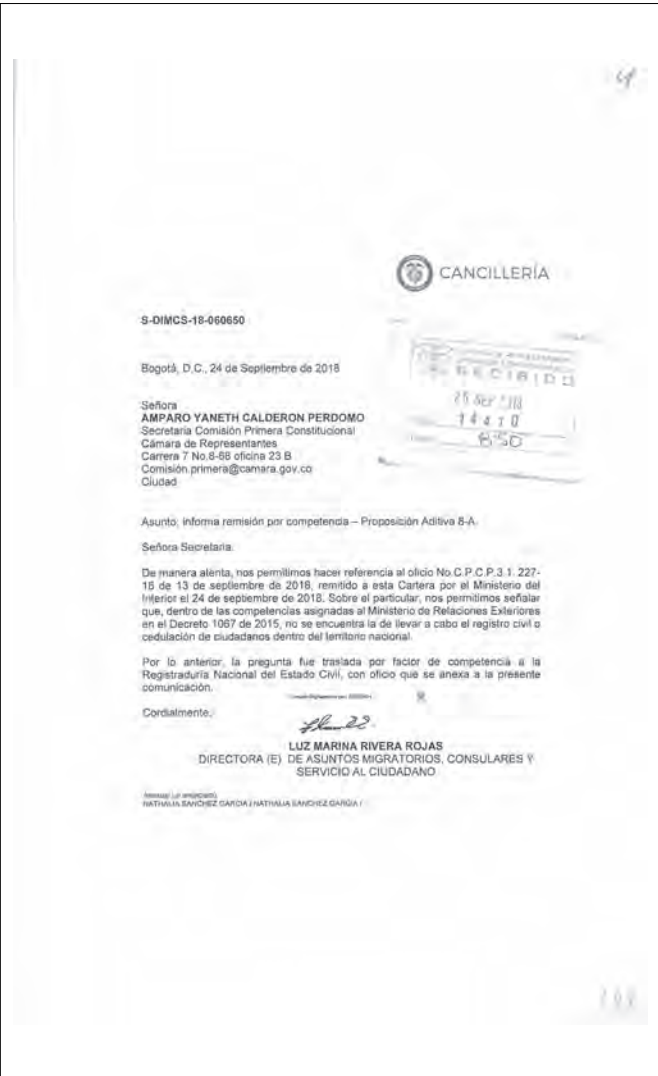 CANCILLERÍA
S-DIMCS-18-060650
Bogotá, D.C., 24 de Septiembre de 2018
RECIBIDO
14410
850
Señora
AMPARO YANETH CALDERON PERDOMO
Secretaria Comisión Primera Constitucional
Cámara de Representantes
Carrera 7 No.8-68 oficina 23 B
Comisión.primera@camara.gov.co
Ciudad
Asunto: informa remisión por competencia – Proposición Aditiva 8-A.
Señora Secretaria:
De manera atenta, nos permitimos hacer referencia al oficio No.C.P.C.P.3.1. 227-
18 de 13 de septiembre de 2018, remitido a esta Cartera por el Ministerio del
Interior el 24 de septiembre de 2018. Sobre el particular, nos permitimos señalar
que, dentro de las competencias asignadas al Ministerio de Relaciones Exteriores
en el Decreto 1067 de 2015, no se encuentra la de llevar a cabo el registro civil o
cedulación de ciudadanos dentro del territorio nacional.
Por lo anterior, la pregunta fue traslada por factor de competencia a la
Registraduría Nacional del Estado Civil, con oficio que se anexa a la presente
comunicación.
Cordialmente,
LUZ MARINA RIVERA ROJAS
DIRECTORA (E) DE ASUNTOS MIGRATORIOS, CONSULARES Y
SERVICIO AL CIUDADANO
NATHALIA SANCHEZ GARCIA / NATHALIA SANCHEZ GARCIA /